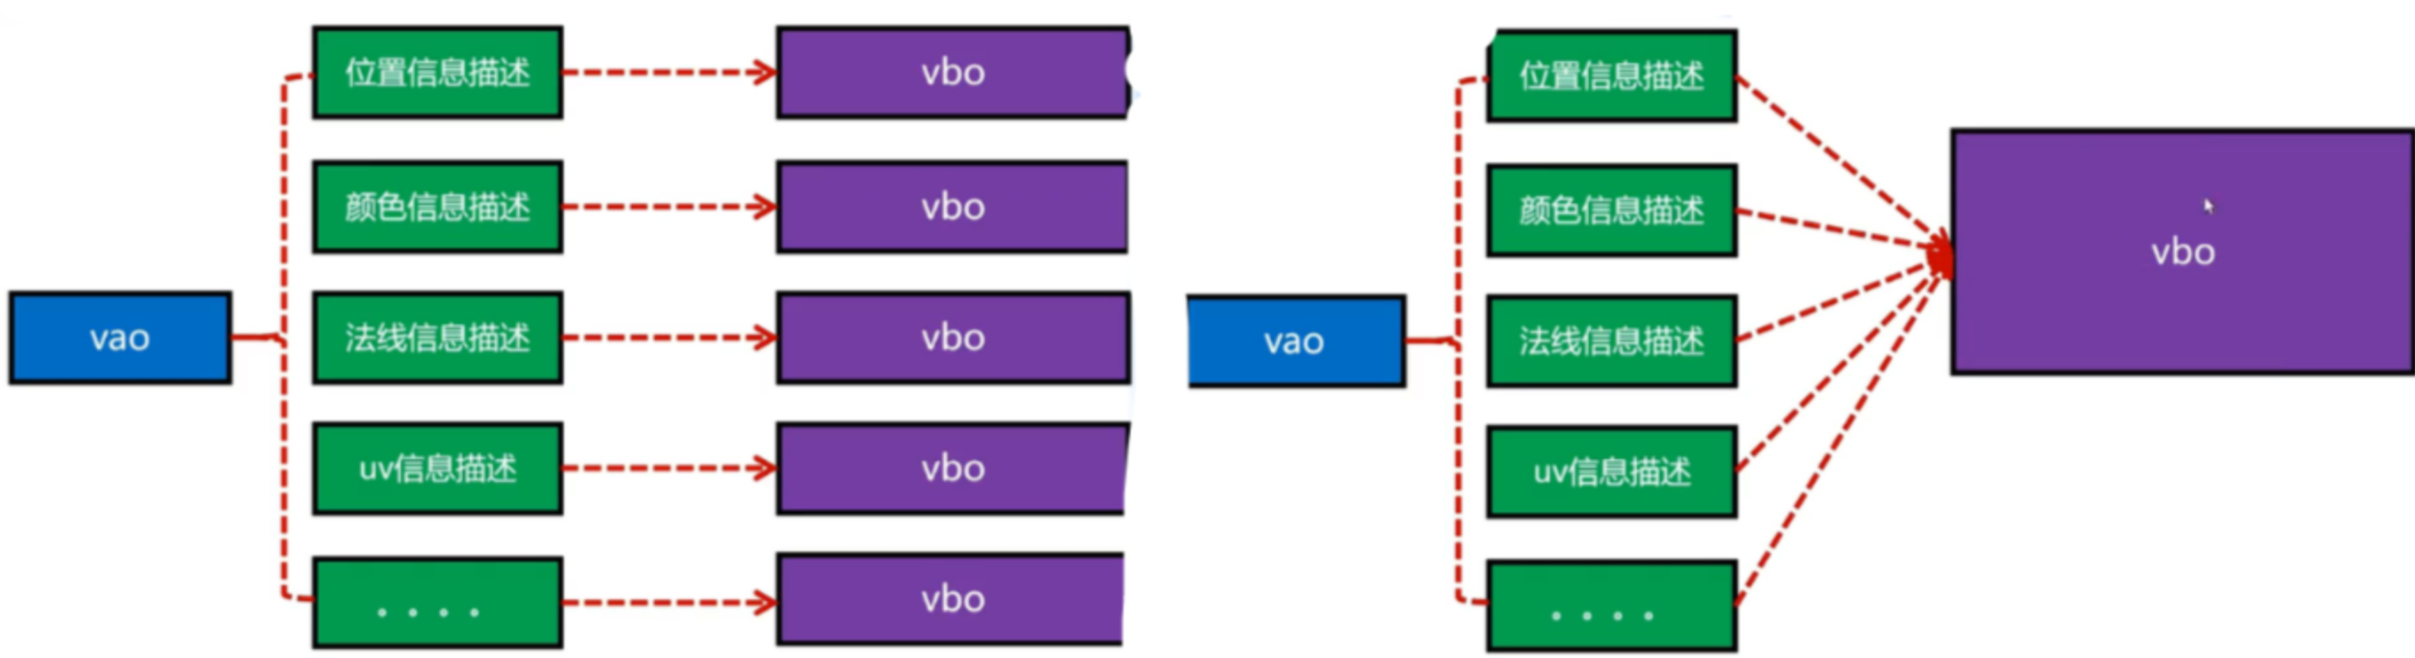 位置信息描述
vbo
颜色信息描述
vbo
vao
法线信息描述
vbo
uv信息描述
vbo
. . . .
vbo
位置信息描述
颜色信息描述
vbo
vao
法线信息描述
uv信息描述
. . . .